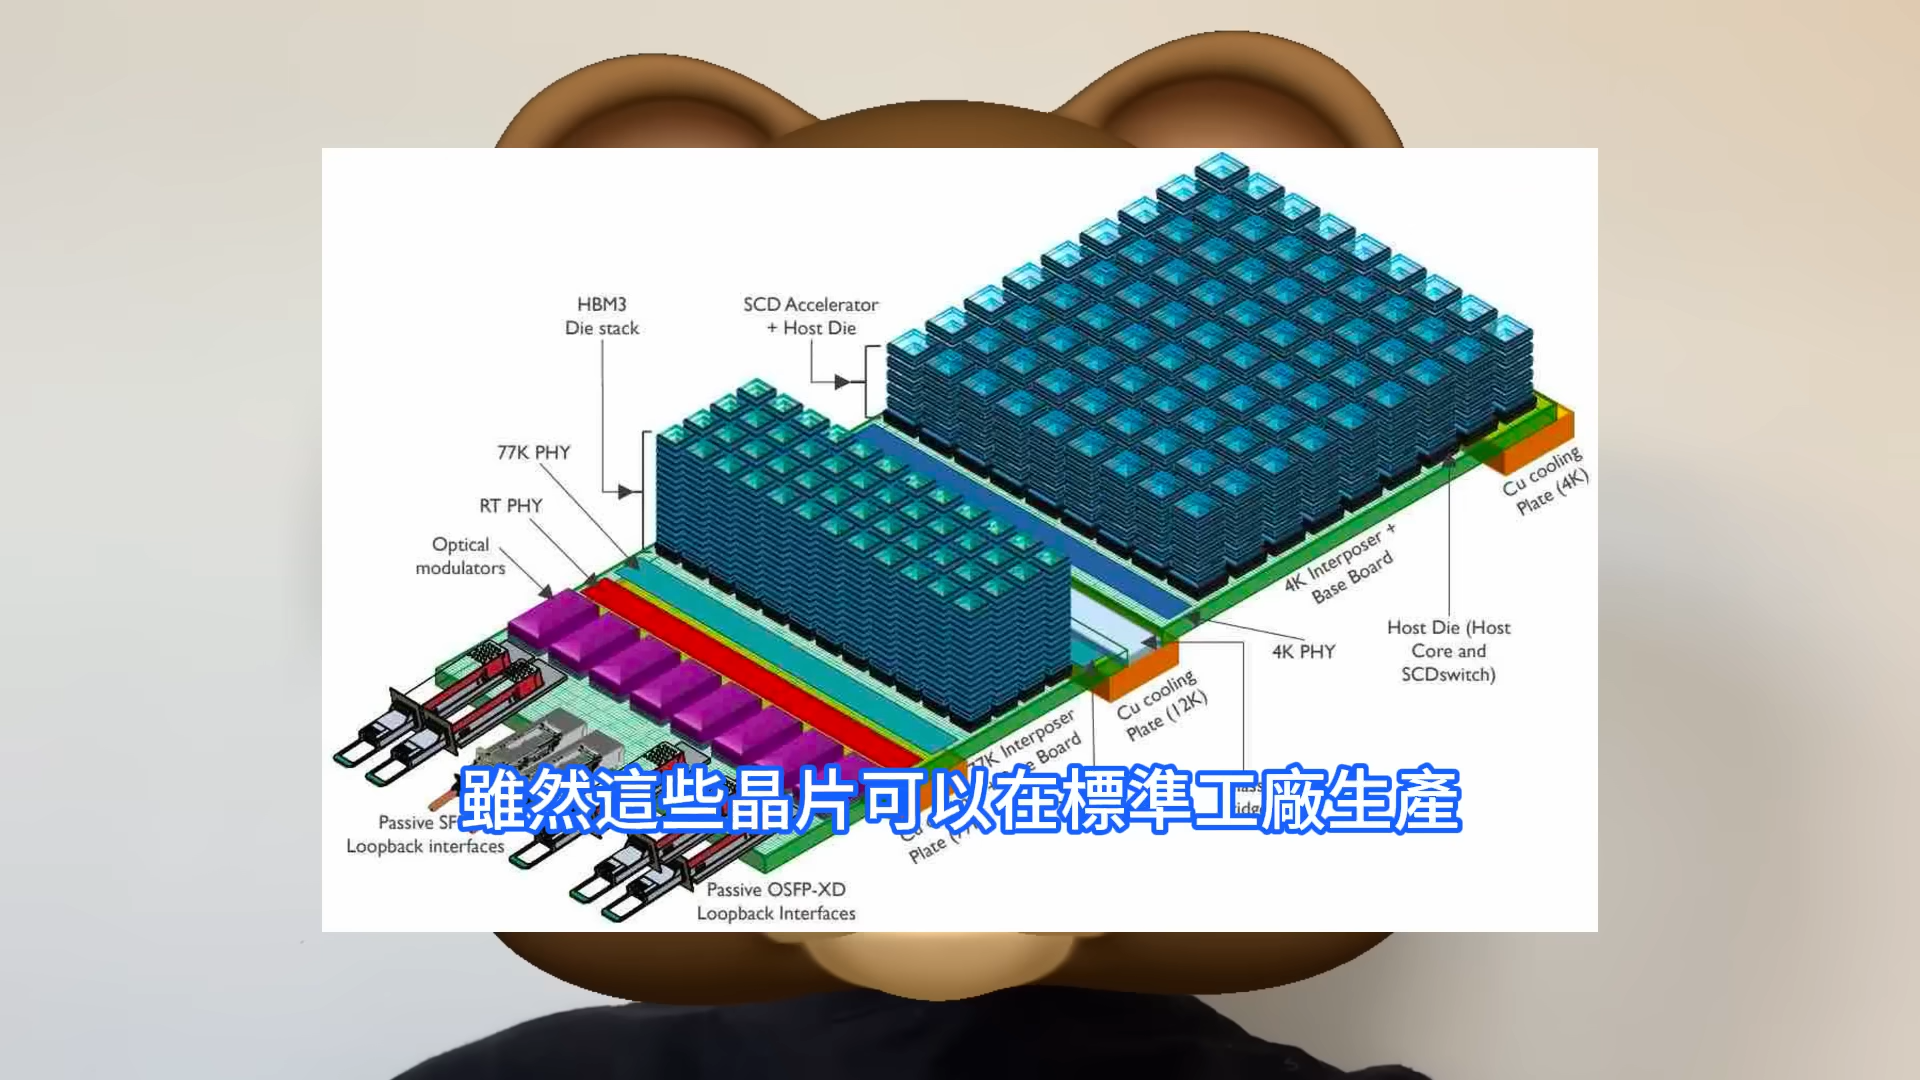 HBM3
Die stack
SCD Accelerator
+ Host Die
77K PHY
RT PHY
Optical
modulators
Cu cooling
Plate (4K)
4K Interposer +
Base Board
Host Die (Host
Core and
SCDswitch)
4K PHY
Cu cooling
Plate (12K)
77K Interposer
Board
雖然這些晶片可以在標準工廠生產
Passive
Loopback interfaces
Plate
Passive OSFP-XD
Loopback Interfaces